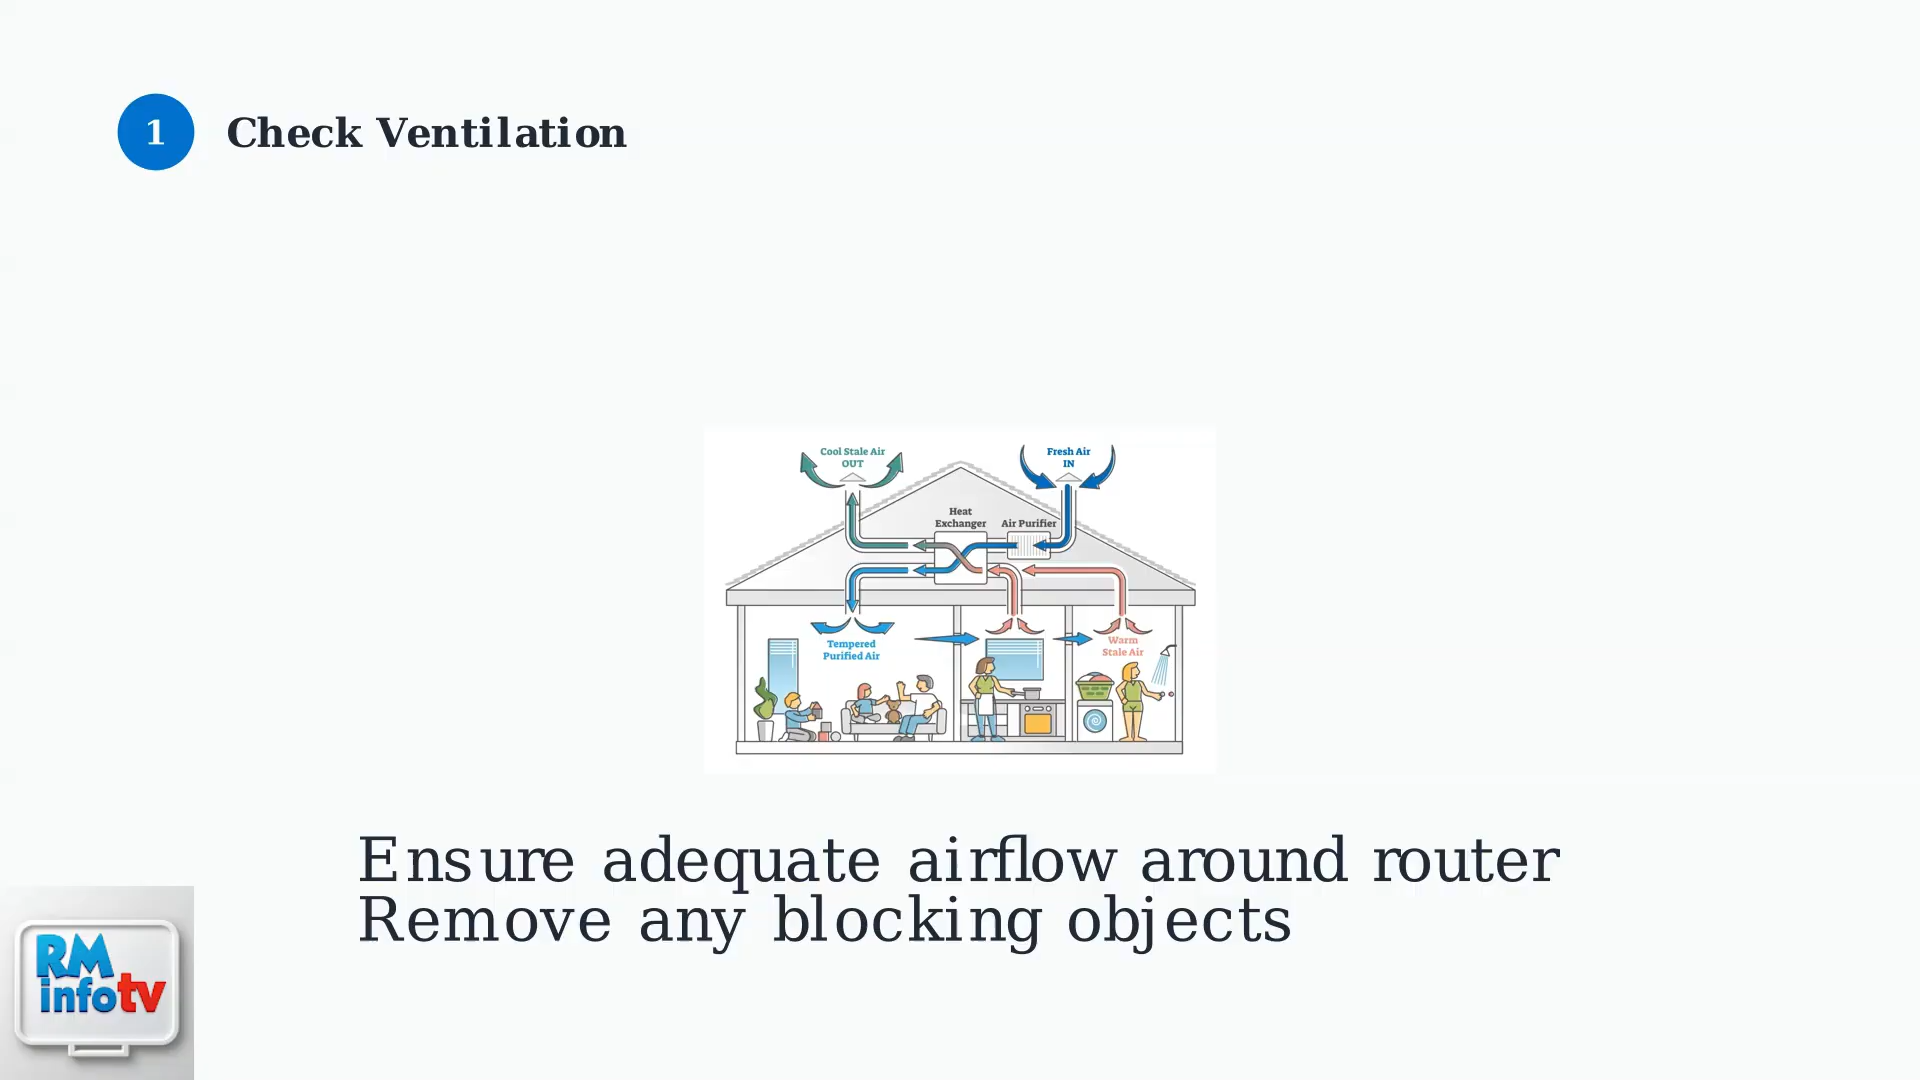 1
Check Ventilation
Cool Stale Air
OUT
Fresh Air
IN
Heat
Exchanger
Air Purifier
Tempered
Purified Air
Warm
Stale Air
Ensure adequate airflow around router
Remove any blocking objects
RM
infotv